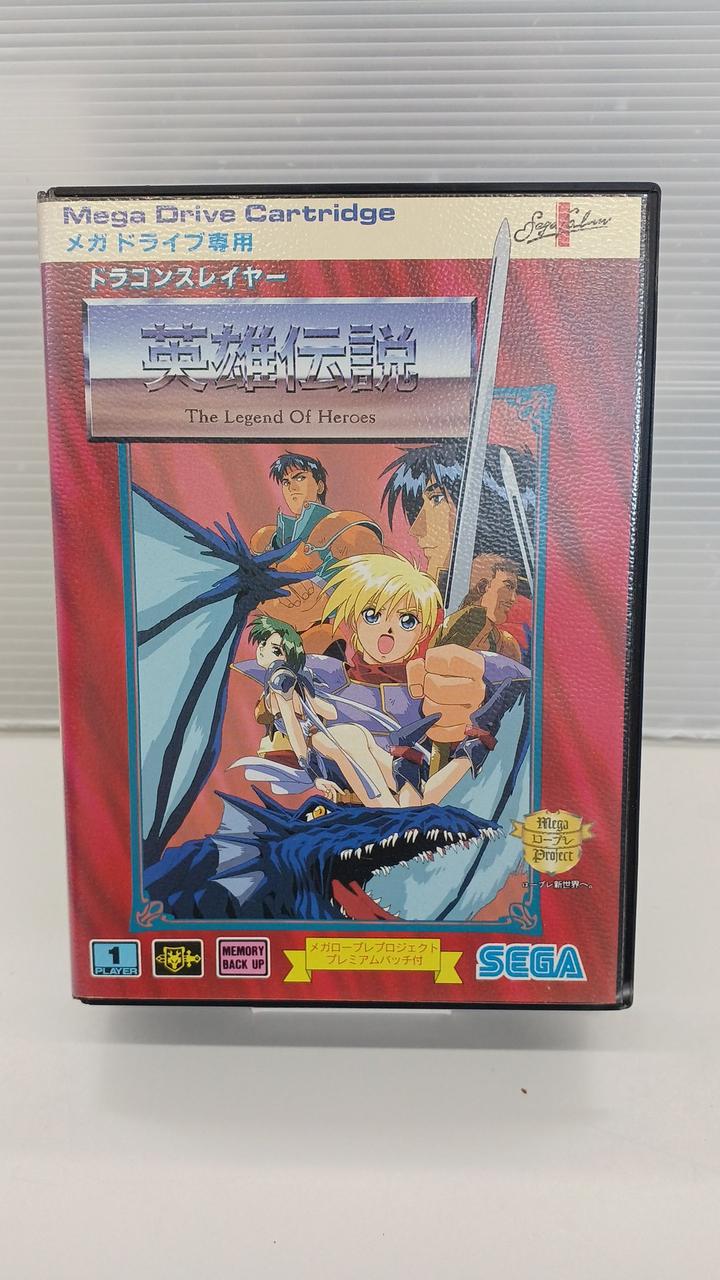 Mega Drive Cartridge
メガドライブ専用
Sega Falcom
ドラゴンスレイヤー
英雄伝説
The Legend Of Heroes
Mega
ロープレ
Project
ロープレ新世界へ。
1
PLAYER
MEMORY
BACK UP
メガロープレプロジェクト
プレミアムバッチ付
SEGA